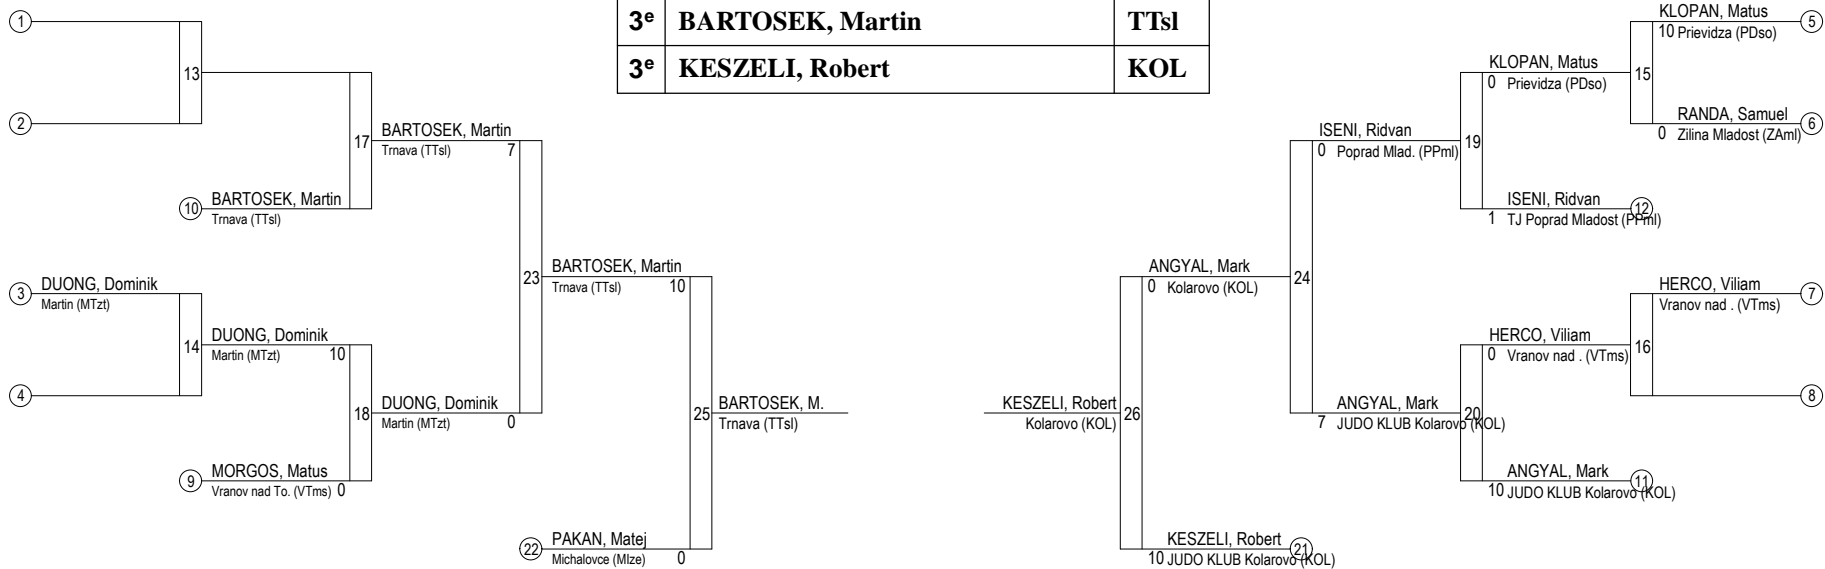 3e BARTOSEK, Martin TTsl
3e KESZELI, Robert KOL
1
13
2
17
BARTOSEK, Martin
Trnava (TTsl) 7
10 BARTOSEK, Martin
Trnava (TTsl)
23
BARTOSEK, Martin
Trnava (TTsl) 10
3 DUONG, Dominik
Martin (MTzt)
14
DUONG, Dominik
Martin (MTzt) 10
4
18
DUONG, Dominik
Martin (MTzt) 0
9 MORGOS, Matus
Vranov nad To. (VTms) 0
25
BARTOSEK, M.
Trnava (TTsl)
22 PAKAN, Matej
Michalovce (MIze) 0
KLOPAN, Matus 5
10 Prievidza (PDso)
15
KLOPAN, Matus
0 Prievidza (PDso)
RANDA, Samuel 6
0 Zilina Mladost (ZAml)
19
ISENI, Ridvan
0 Poprad Mlad. (PPml)
ISENI, Ridvan 12
1 TJ Poprad Mladost (PPml)
24
ANGYAL, Mark
0 Kolarovo (KOL)
HERCO, Viliam 7
Vranov nad . (VTms)
16
HERCO, Viliam
0 Vranov nad . (VTms)
8
20
ANGYAL, Mark
7 JUDO KLUB Kolarovo (KOL)
ANGYAL, Mark 11
10 JUDO KLUB Kolarovo (KOL)
26
KESZELI, Robert
Kolarovo (KOL)
KESZELI, Robert 21
10 JUDO KLUB Kolarovo (KOL)